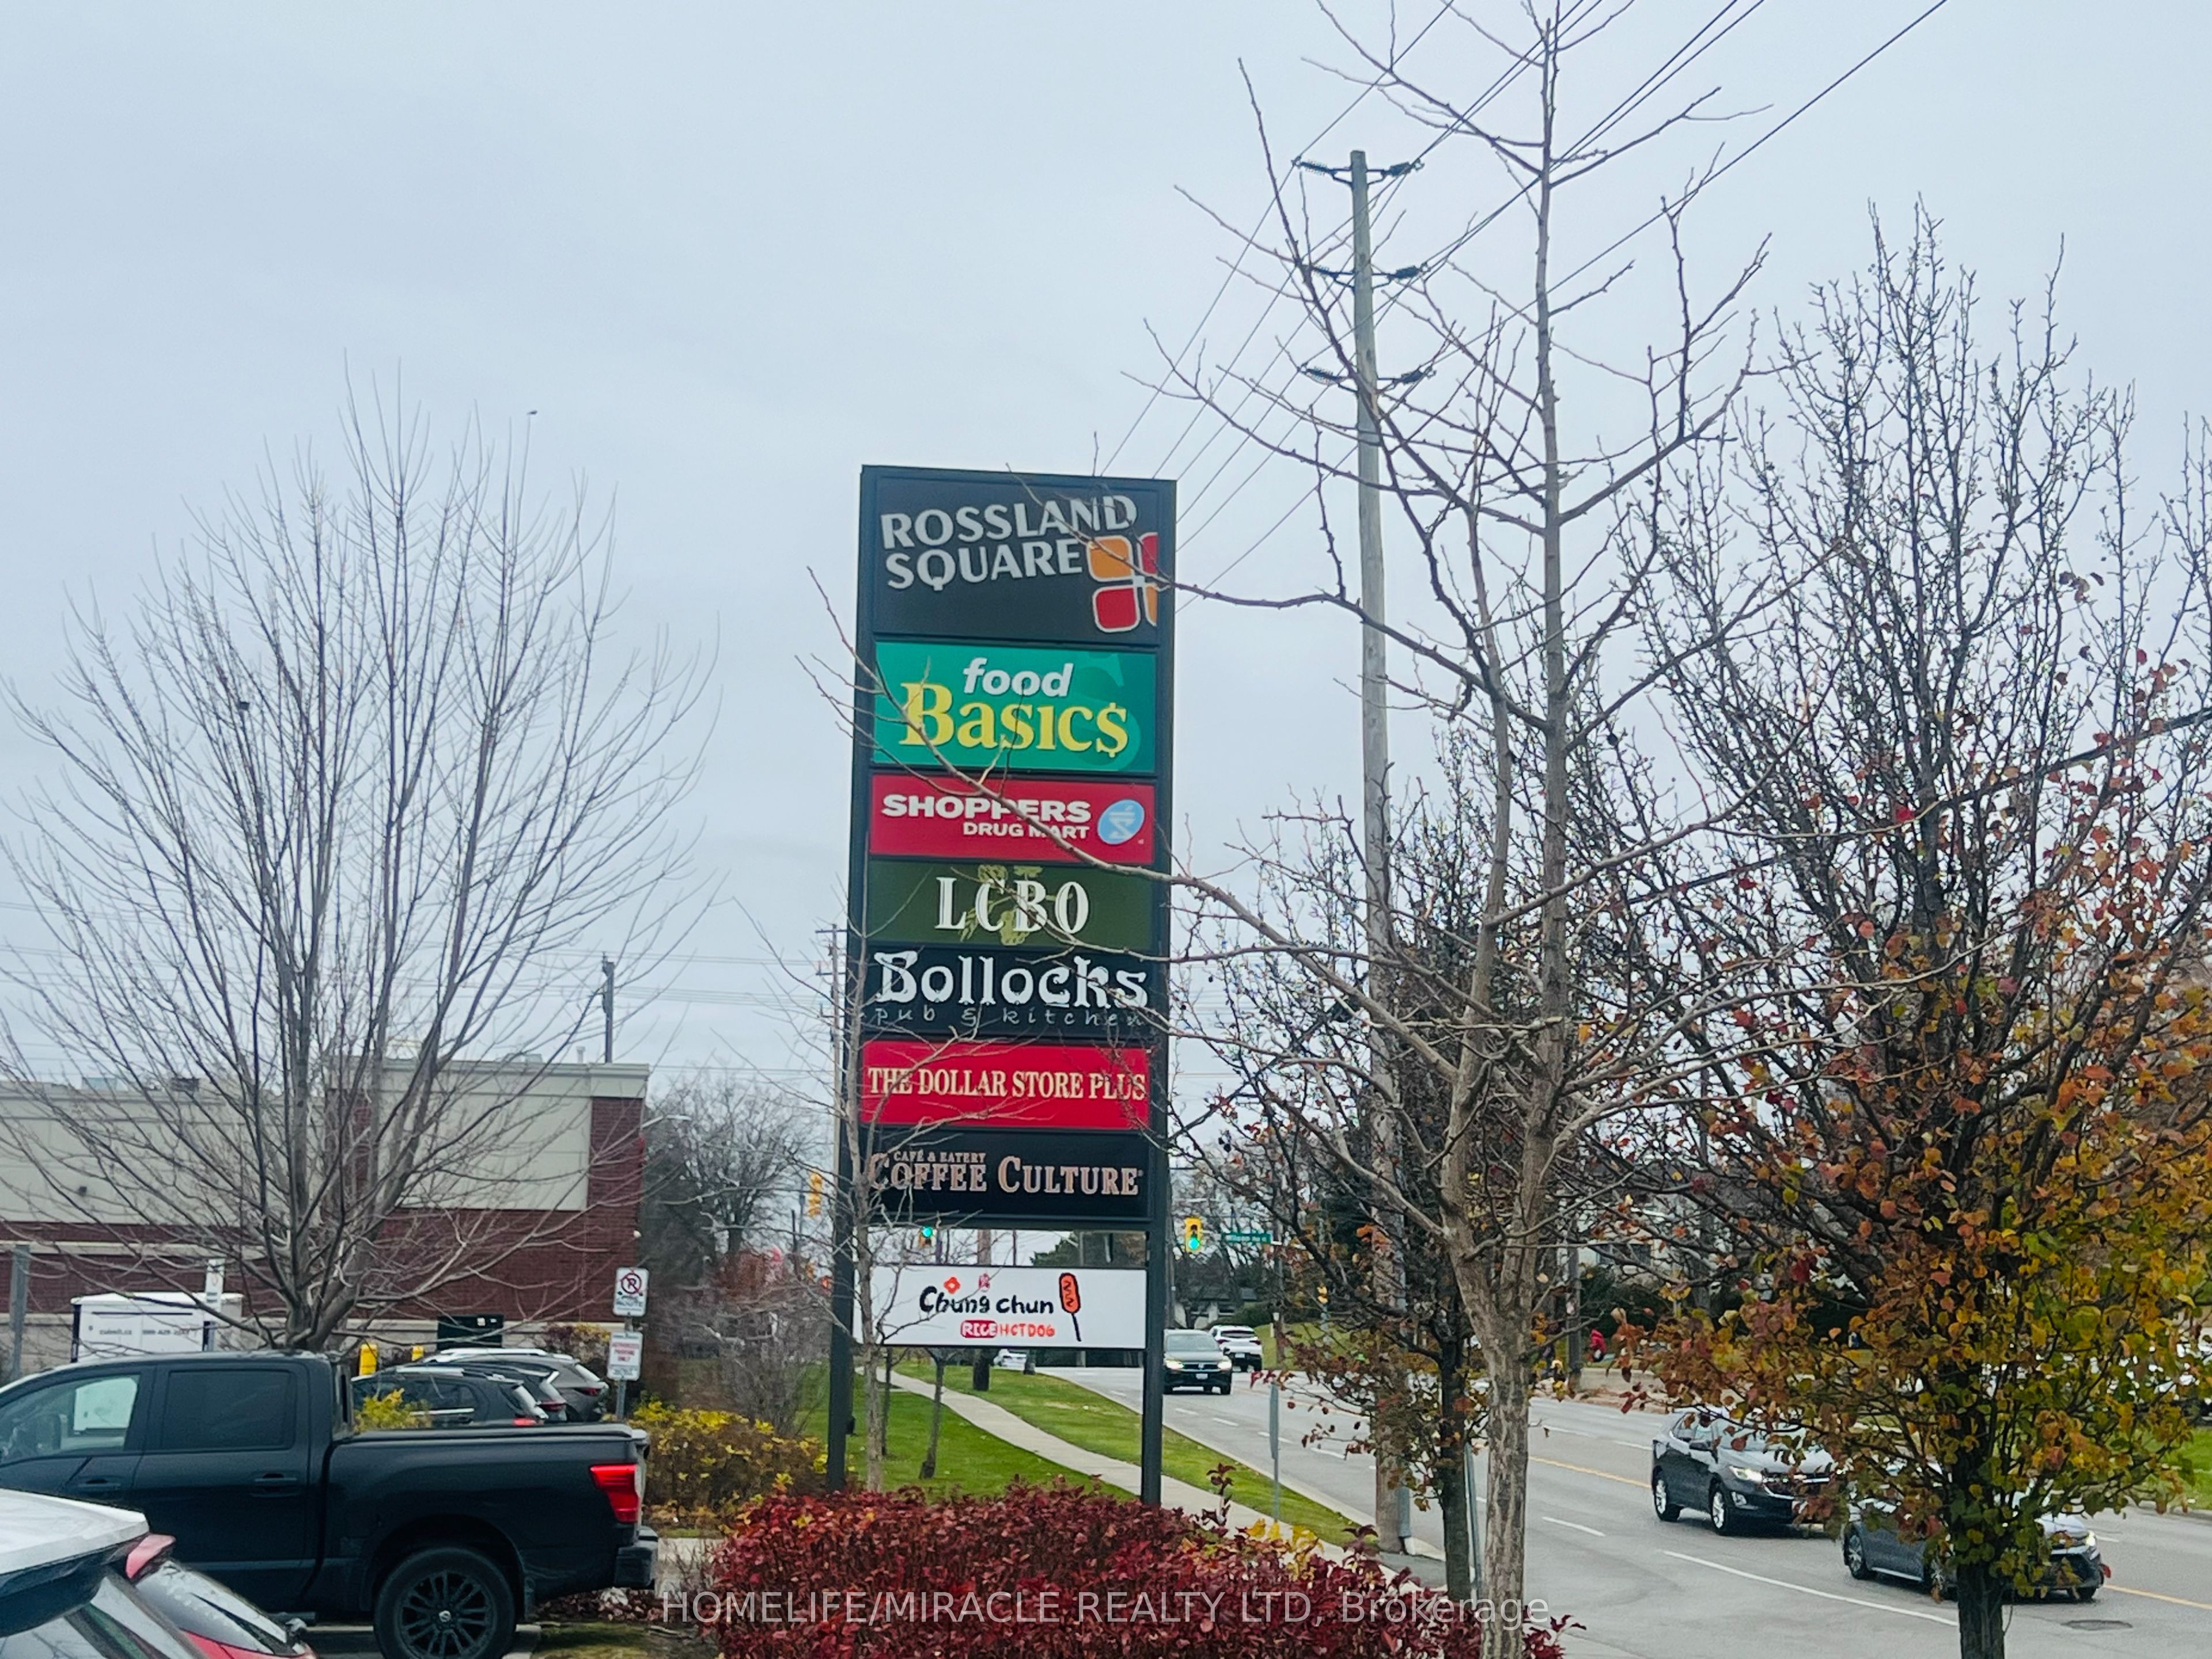 ROSSLAND
SQUARE
food
Basic$
SHOPPERS
DRUG MART
LCBO
Bollocks
pub & kitchen
THE DOLLAR STORE PLUS
CAFÉ & EATERY
COFFEE CULTURE
Chung chun
RICE HOTDOG
HOMELIFE/MIRACLE REALTY LTD, Brokerage